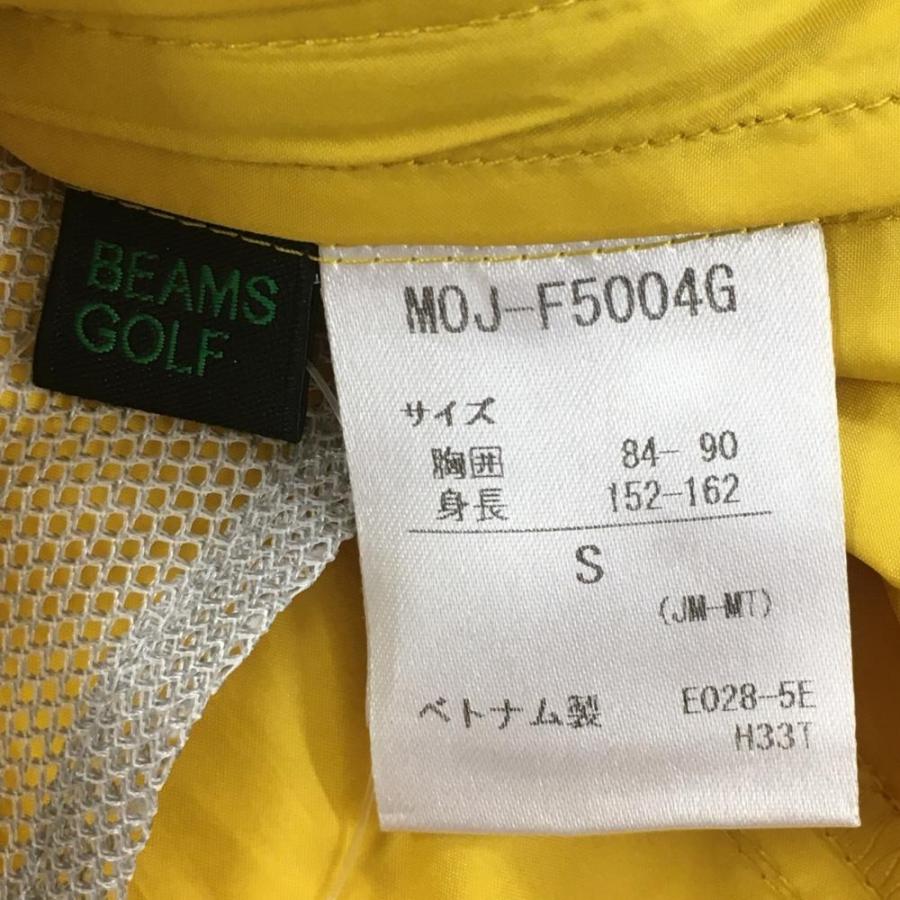 BEAMS
GOLF
MOJ-F5004G
サイズ
胸囲 84- 90
身長 152-162
S
(JM-MT)
ベトナム製 E028-5E
H33T